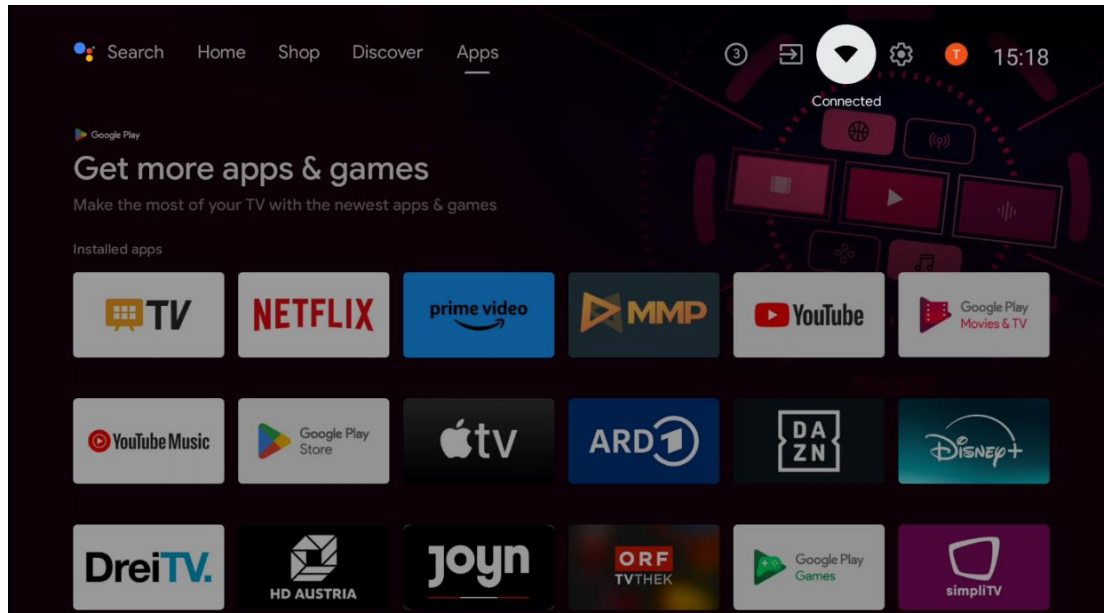 Search Home Shop Discover Apps 3 T 15:18
Connected
Google Play
Get more apps & games
Make the most of your TV with the newest apps & games
Installed apps
TV NETFLIX prime video MMP YouTube Google Play
Movies & TV
YouTube Music Google Play
Store tv ARD 1 DA
ZN Disney+
DreiTV. HD AUSTRIA Joyn ORF
TVTHEK Google Play
Games simpliTV